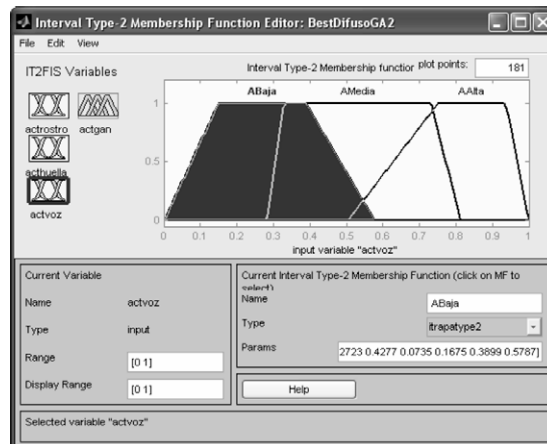 Interval Type-2 Membership Function Editor: BestDifusoGA2
File Edit View
IT2FIS Variables
Interval Type-2 Membership function plot points: 181
actrostro actgan
acthuella
actvoz
ABaja AMedia AAlta
1
0.5
0
0 0.1 0.2 0.3 0.4 0.5 0.6 0.7 0.8 0.9 1
input variable "actvoz"
Current Variable
Name actvoz
Type input
Range [0 1]
Display Range [0 1]
Current Interval Type-2 Membership Function (click on MF to
select)
Name ABaja
Type itrapatype2
Params 2723 0.4277 0.0735 0.1675 0.3899 0.5787]
Help
Selected variable "actvoz"